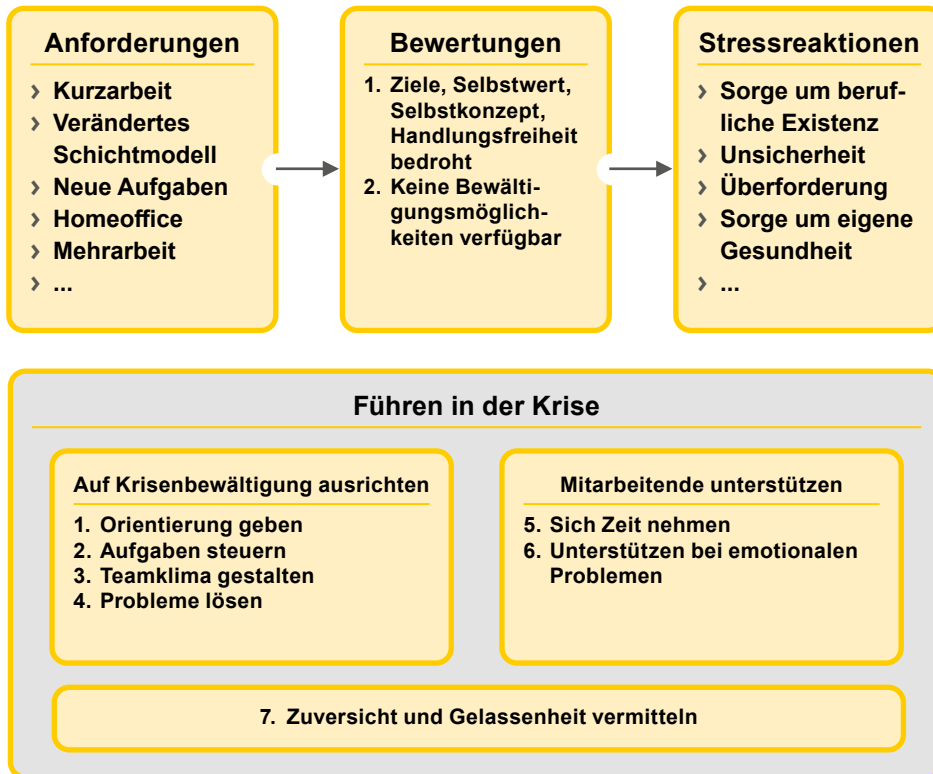 Anforderungen
› Kurzarbeit
› Verändertes
Schichtmodell
› Neue Aufgaben
› Homeoffice
› Mehrarbeit
› ...
Bewertungen
1. Ziele, Selbstwert,
Selbstkonzept,
Handlungsfreiheit
bedroht
2. Keine Bewälti-
gungsmöglich-
keiten verfügbar
Stressreaktionen
› Sorge um beruf-
liche Existenz
› Unsicherheit
› Überforderung
› Sorge um eigene
Gesundheit
› ...
Führen in der Krise
Auf Krisenbewältigung ausrichten
1. Orientierung geben
2. Aufgaben steuern
3. Teamklima gestalten
4. Probleme lösen
Mitarbeitende unterstützen
5. Sich Zeit nehmen
6. Unterstützen bei emotionalen
Problemen
7. Zuversicht und Gelassenheit vermitteln